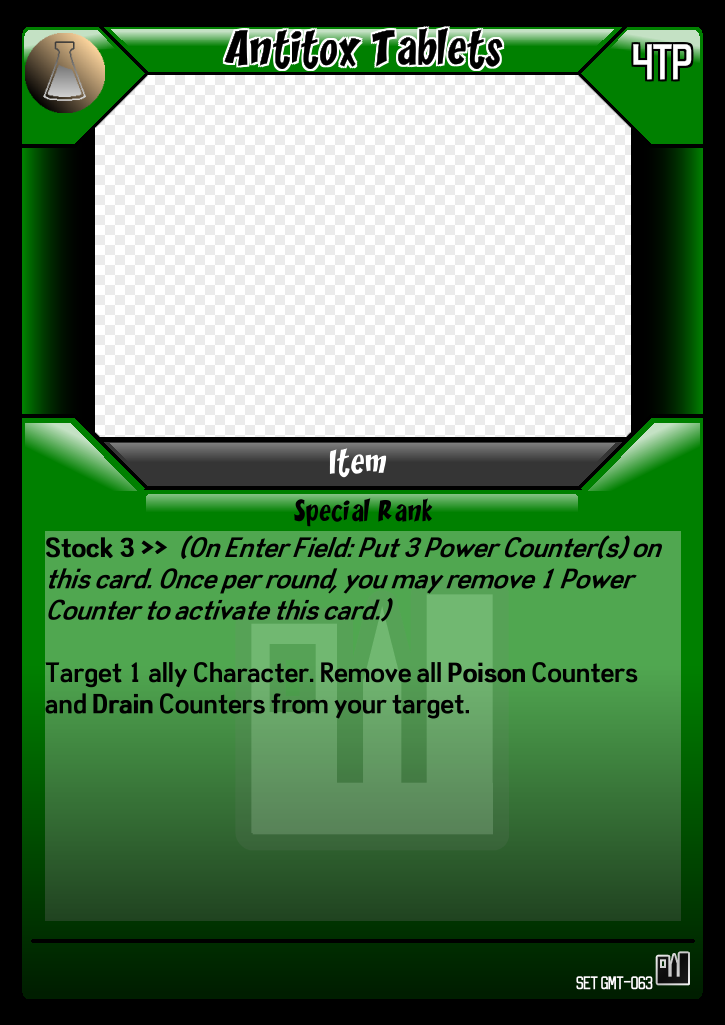 Antitox Tablets
4TP
Item
Special Rank
Stock 3 >> (On Enter Field: Put 3 Power Counter(s) on
this card. Once per round, you may remove 1 Power
Counter to activate this card.)
Target 1 ally Character. Remove all Poison Counters
and Drain Counters from your target.
SET GMT-063